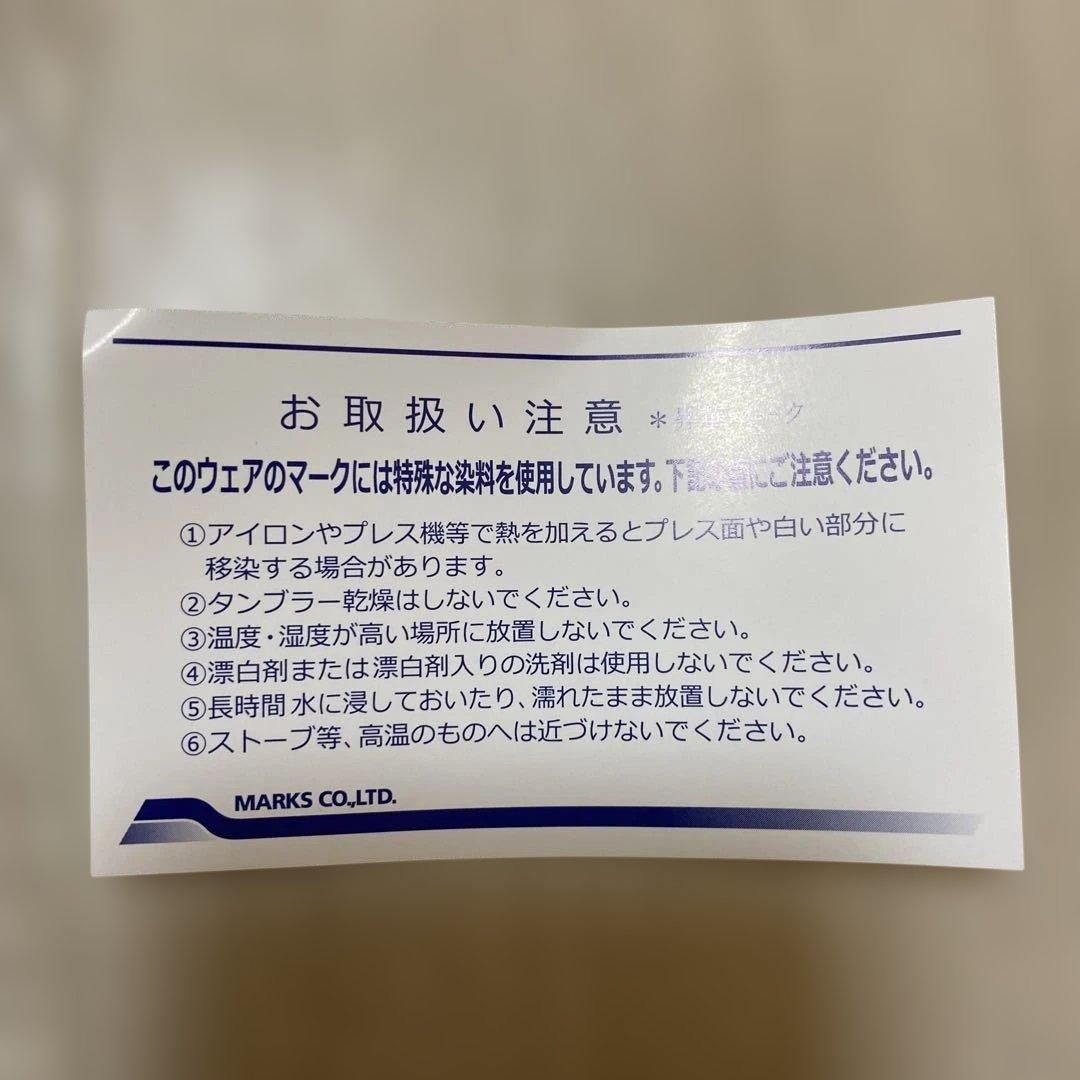 お取扱い注意 ＊昇華マーク
このウェアのマークには特殊な染料を使用しています。下記の項にご注意ください。
①アイロンやプレス機等で熱を加えるとプレス面や白い部分に
移染する場合があります。
②タンブラー乾燥はしないでください。
③温度・湿度が高い場所に放置しないでください。
④漂白剤または漂白剤入りの洗剤は使用しないでください。
⑤長時間 水に浸しておいたり、濡れたまま放置しないでください。
⑥ストーブ等、高温のものへは近づけないでください。
MARKS CO.,LTD.